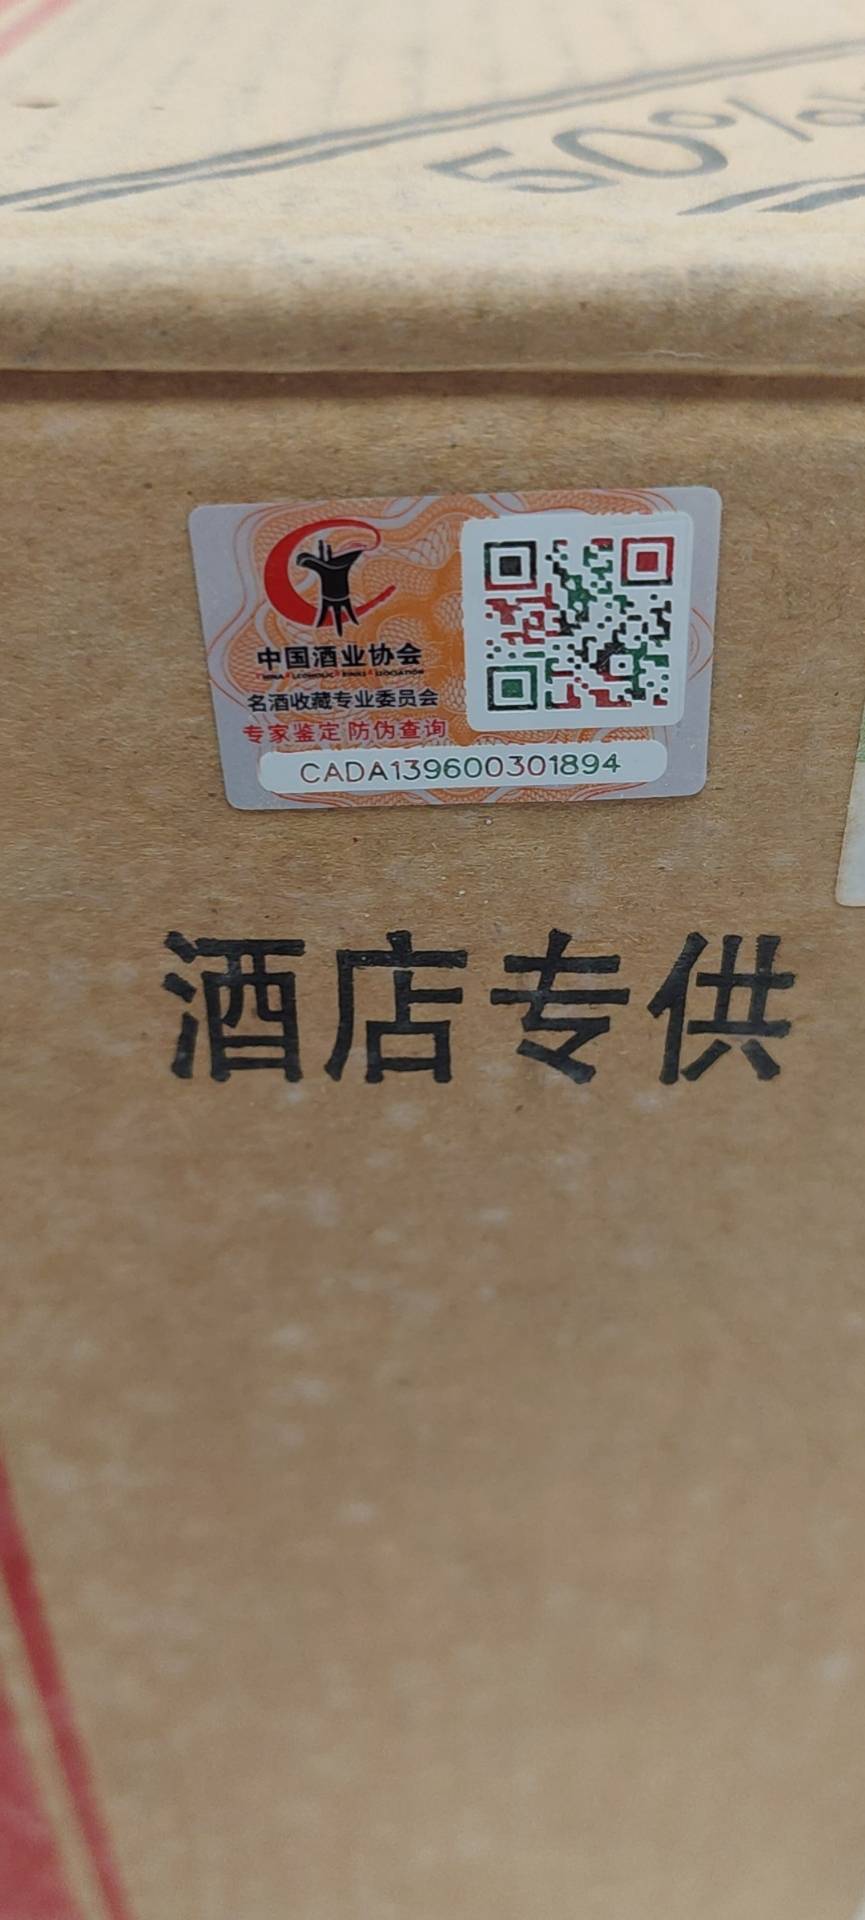 50%
中国酒业协会
名酒收藏专业委员会
专家鉴定 防伪查询
CADA139600301894
酒店专供